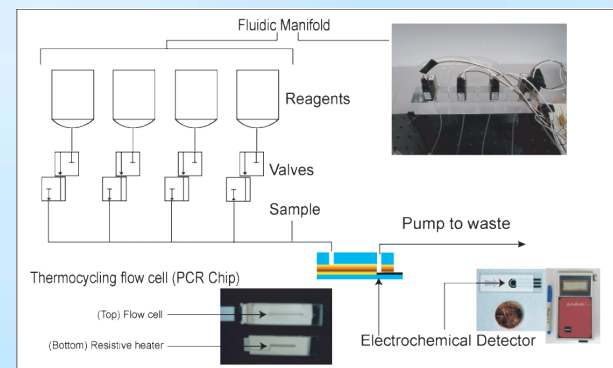 Fluidic Manifold
Reagents
Valves
Sample
Pump to waste
Thermocycling flow cell (PCR Chip)
(Top) Flow cell
(Bottom) Resistive heater
Electrochemical Detector